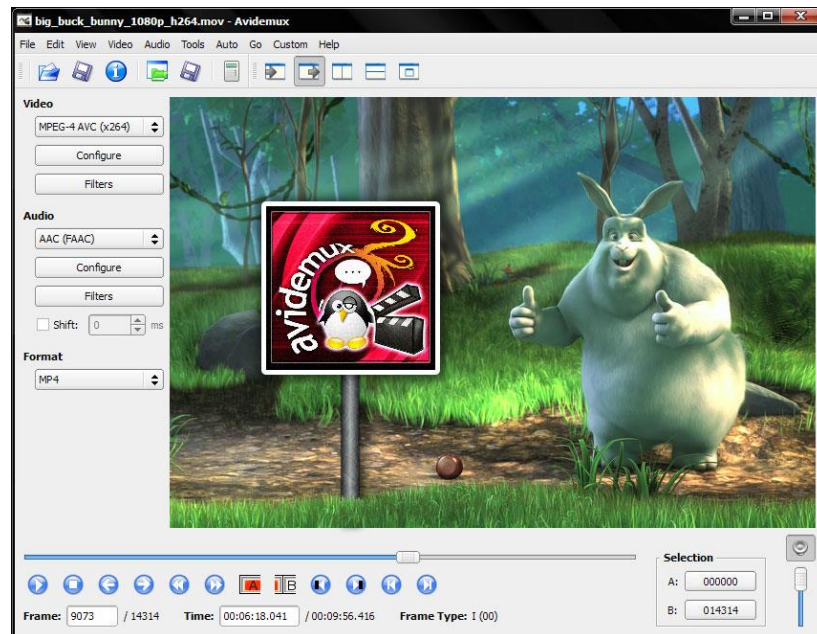 big_buck_bunny_1080p_h264.mov - Avidemux
File Edit View Video Audio Tools Auto Go Custom Help
Video
MPEG-4 AVC (x264)
Configure
Filters
Audio
AAC (FAAC)
Configure
Filters
Shift: 0 ms
Format
MP4
avidemux
A B
Selection
A: 000000
B: 014314
Frame: 9073 / 14314 Time: 00:06:18.041 / 00:09:56.416 Frame Type: I (00)